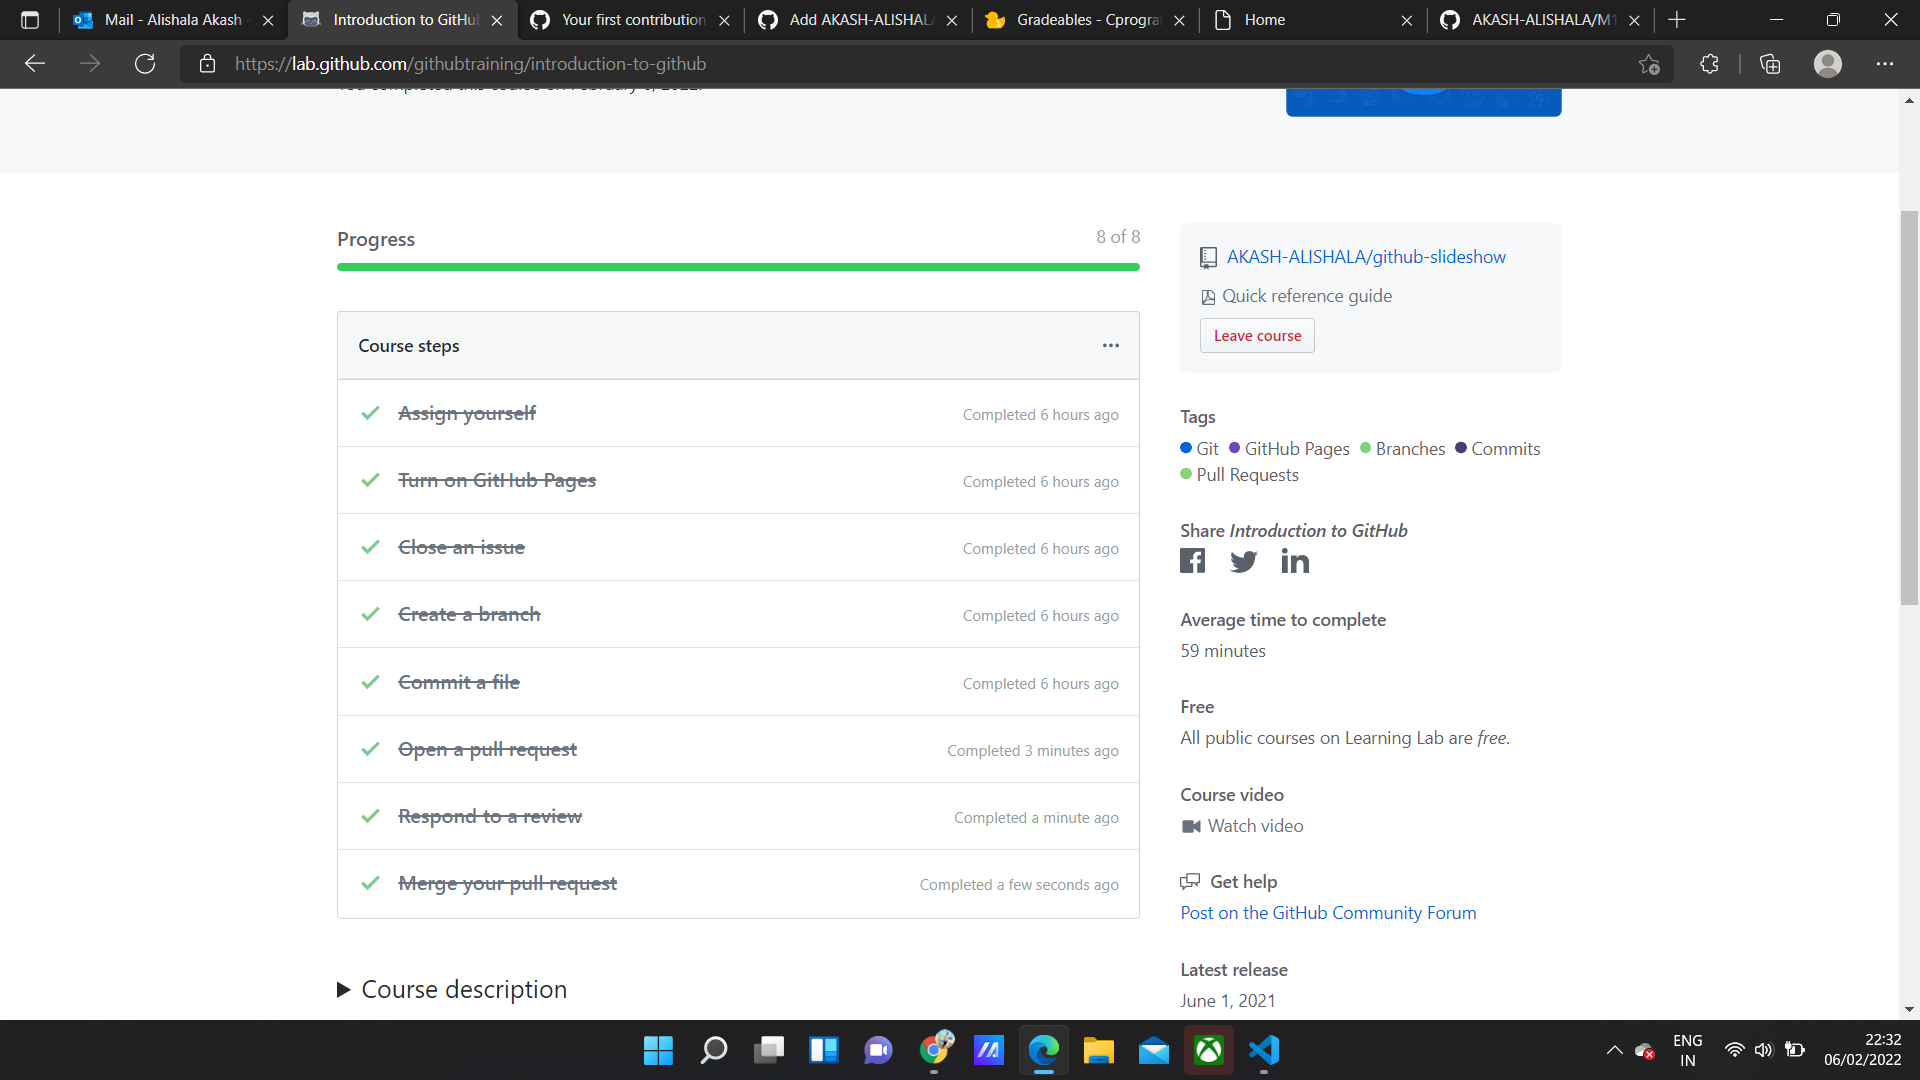 Mail - Alishala Akash -
Introduction to GitHu
Your first contribution
Add AKASH-ALISHAL
Gradeables - Cprogra
Home
AKASH-ALISHALA/M1
https://lab.github.com/githubtraining/introduction-to-github
Progress
8 of 8
Course steps
Assign yourself
Completed 6 hours ago
Turn on GitHub Pages
Completed 6 hours ago
Close an issue
Completed 6 hours ago
Create a branch
Completed 6 hours ago
Commit a file
Completed 6 hours ago
Open a pull request
Completed 3 minutes ago
Respond to a review
Completed a minute ago
Merge your pull request
Completed a few seconds ago
Course description
AKASH-ALISHALA/github-slideshow
Quick reference guide
Leave course
Tags
Git GitHub Pages Branches Commits
Pull Requests
Share Introduction to GitHub
Average time to complete
59 minutes
Free
All public courses on Learning Lab are free.
Course video
Watch video
Get help
Post on the GitHub Community Forum
Latest release
June 1, 2021
ENG
IN
22:32
06/02/2022